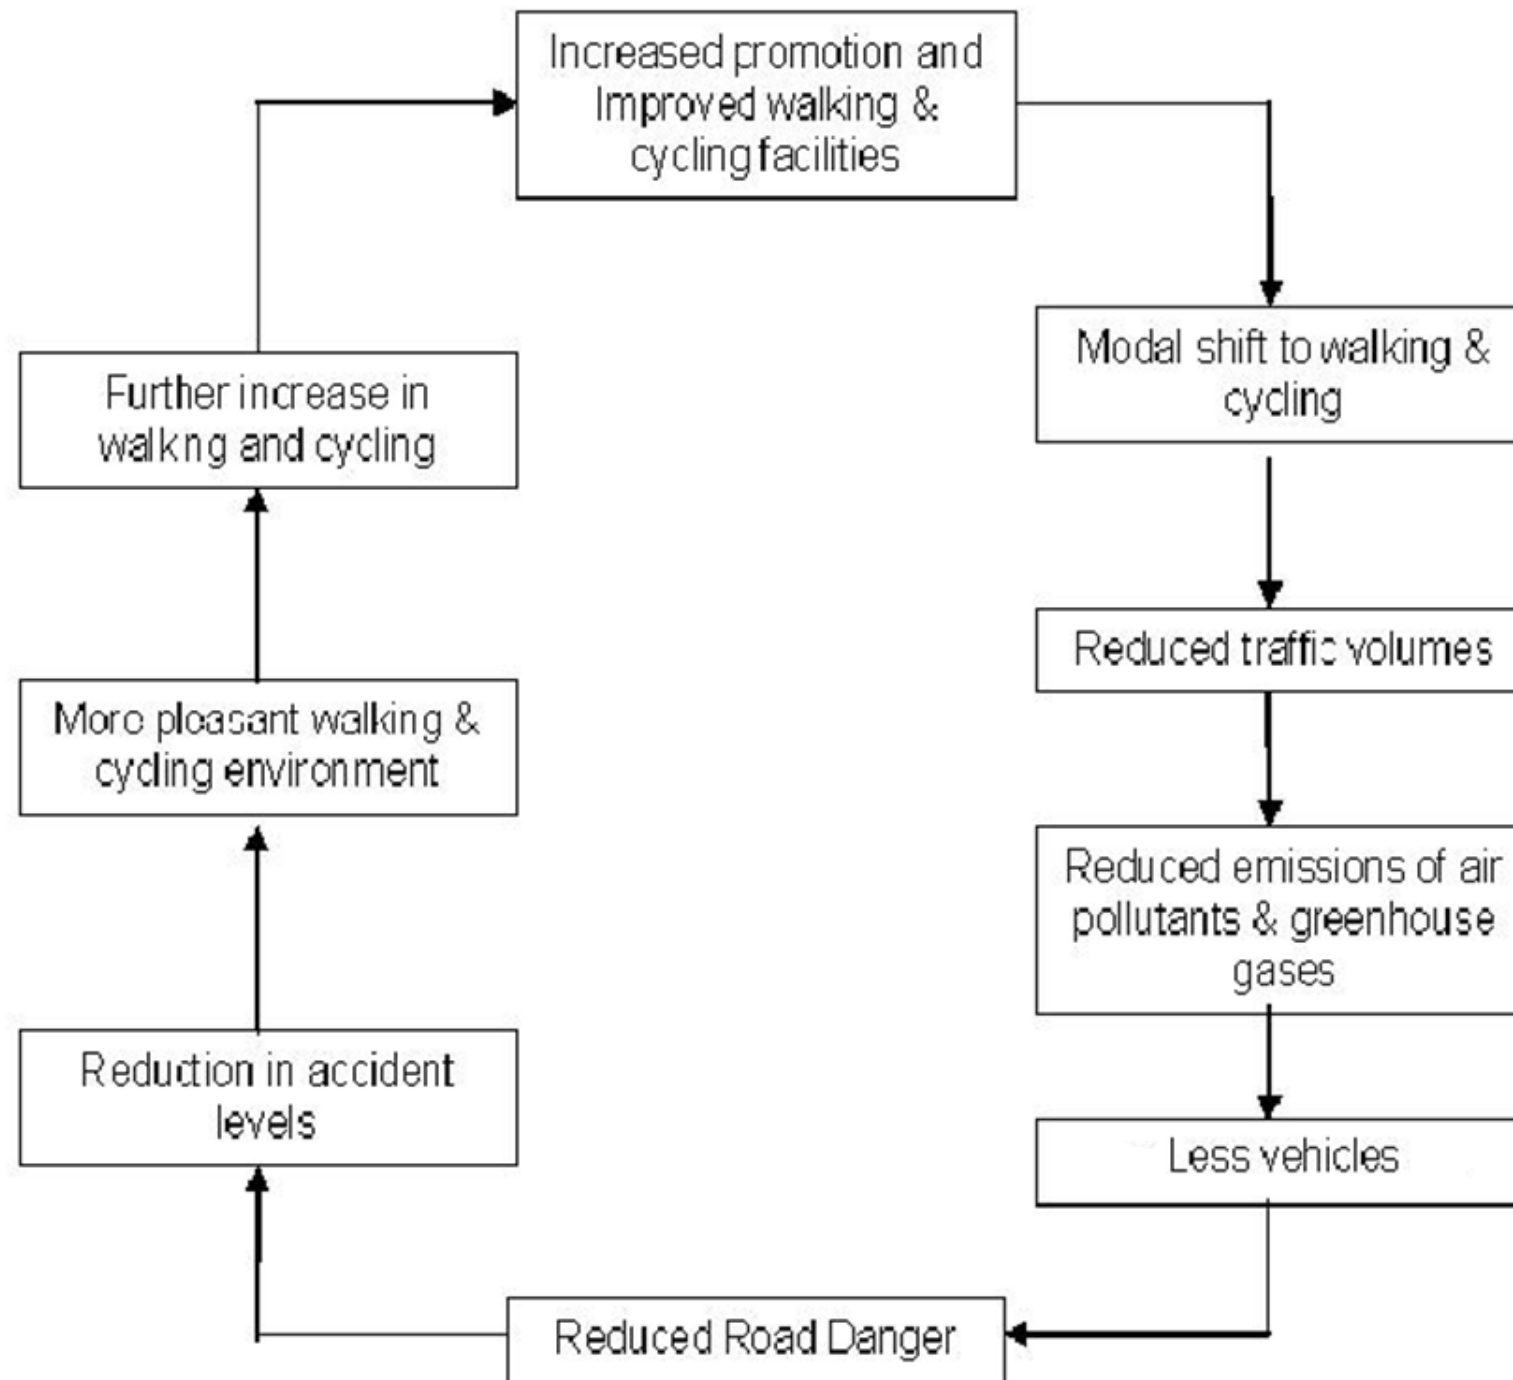 Increased promotion and
Improved walking &
cycling facilities
Modal shift to walking &
cycling
Reduced traffic volumes
Reduced emissions of air
pollutants & greenhouse
gases
Less vehicles
Reduced Road Danger
Reduction in accident
levels
More pleasant walking &
cycling environment
Further increase in
walkng and cycling